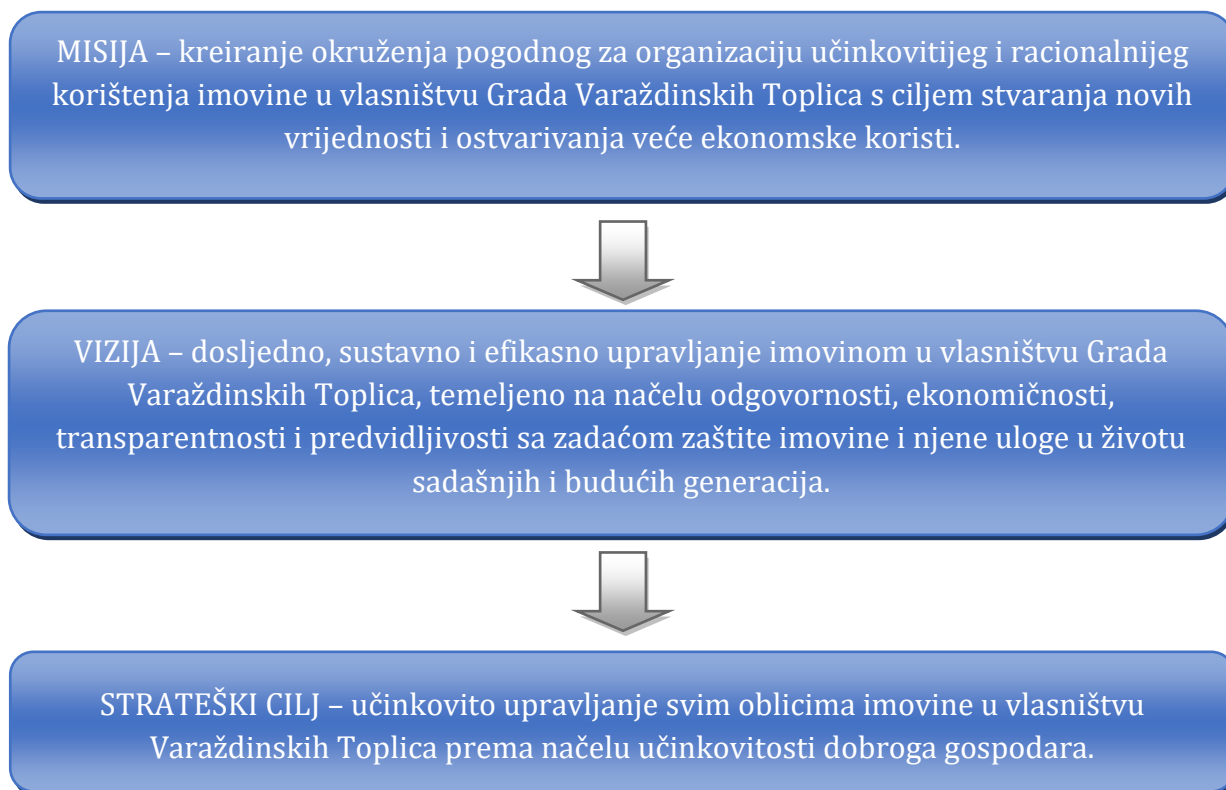 MISIJA – kreiranje okruženja pogodnog za organizaciju učinkovitijeg i racionalnijeg
korištenja imovine u vlasništvu Grada Varaždinskih Toplica s ciljem stvaranja novih
vrijednosti i ostvarivanja veće ekonomske koristi.
VIZIJA – dosljedno, sustavno i efikasno upravljanje imovinom u vlasništvu Grada
Varaždinskih Toplica, temeljeno na načelu odgovornosti, ekonomičnosti,
transparentnosti i predvidljivosti sa zadaćom zaštite imovine i njene uloge u životu
sadašnjih i budućih generacija.
STRATEŠKI CILJ – učinkovito upravljanje svim oblicima imovine u vlasništvu
Varaždinskih Toplica prema načelu učinkovitosti dobroga gospodara.